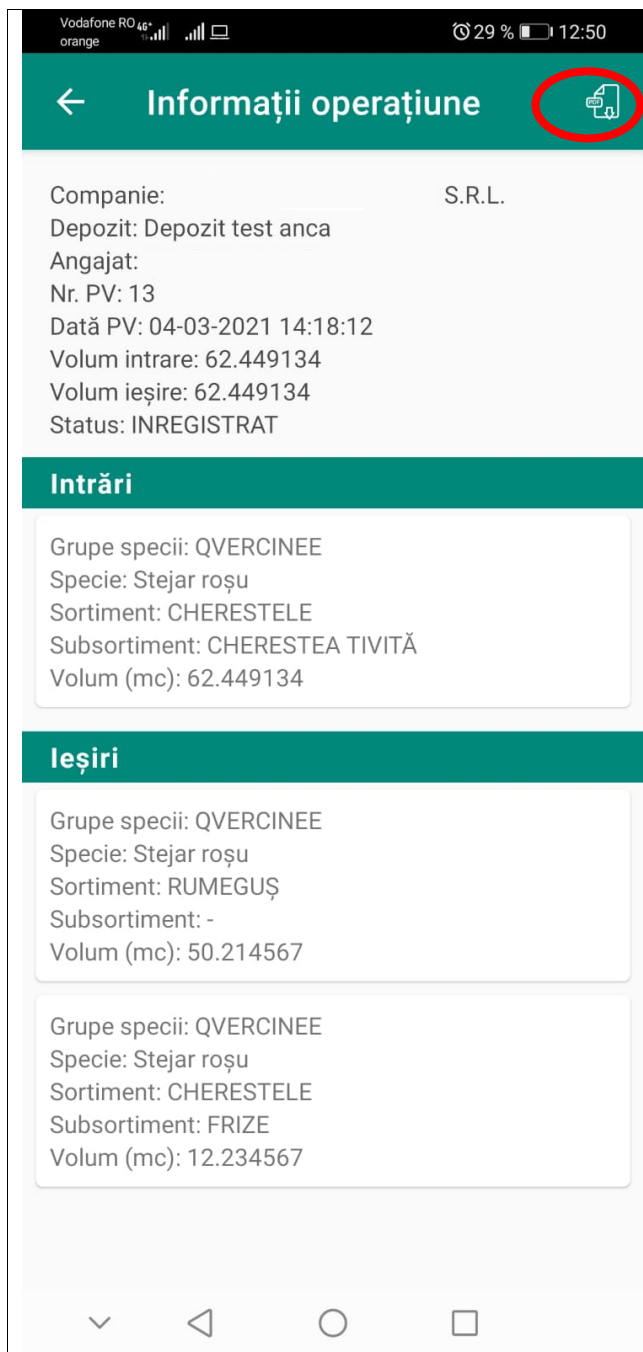 Vodafone RO 4G+
orange
29 % 12:50
Informații operațiune
PDF
Companie: S.R.L.
Depozit: Depozit test anca
Angajat:
Nr. PV: 13
Dată PV: 04-03-2021 14:18:12
Volum intrare: 62.449134
Volum ieșire: 62.449134
Status: INREGISTRAT
Intrări
Grupe specii: QVERCINEE
Specie: Stejar roșu
Sortiment: CHERESTELE
Subsortiment: CHERESTEA TIVITĂ
Volum (mc): 62.449134
Ieșiri
Grupe specii: QVERCINEE
Specie: Stejar roșu
Sortiment: RUMEGUȘ
Subsortiment: -
Volum (mc): 50.214567
Grupe specii: QVERCINEE
Specie: Stejar roșu
Sortiment: CHERESTELE
Subsortiment: FRIZE
Volum (mc): 12.234567